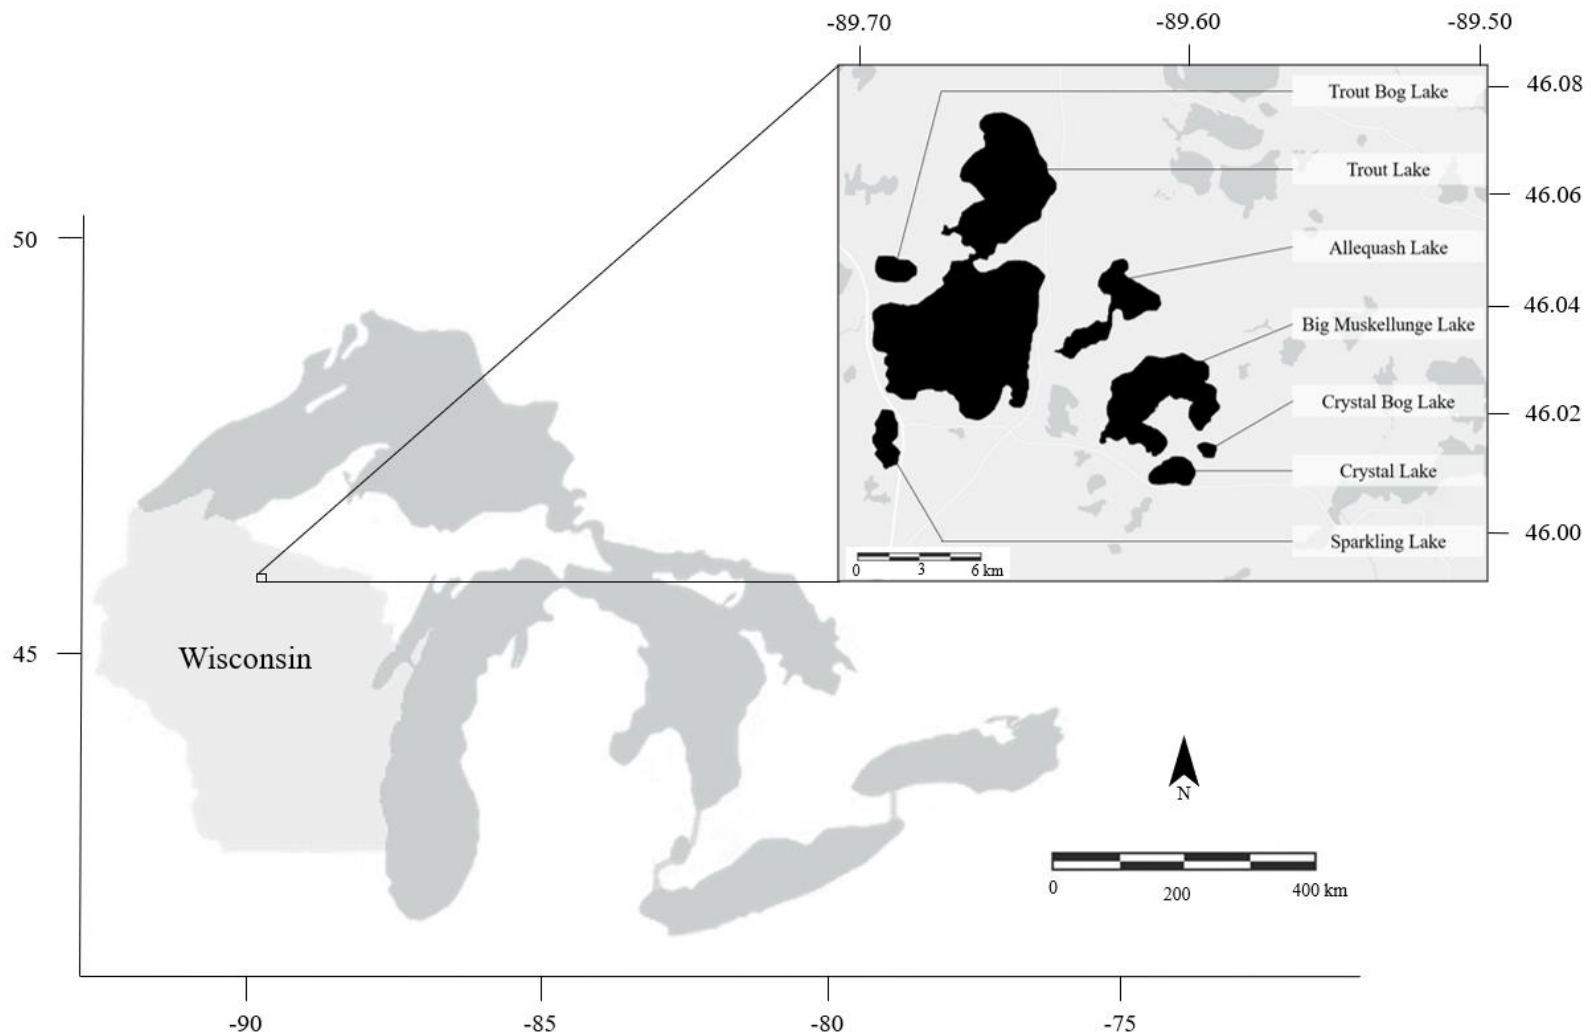 -89.70
-89.60
-89.50
Trout Bog Lake
46.08
Trout Lake
46.06
50
Allequash Lake
46.04
Big Muskellunge Lake
Crystal Bog Lake
46.02
Crystal Lake
46.00
Sparkling Lake
0 3 6 km
45
Wisconsin
N
0 200 400 km
-90
-85
-80
-75